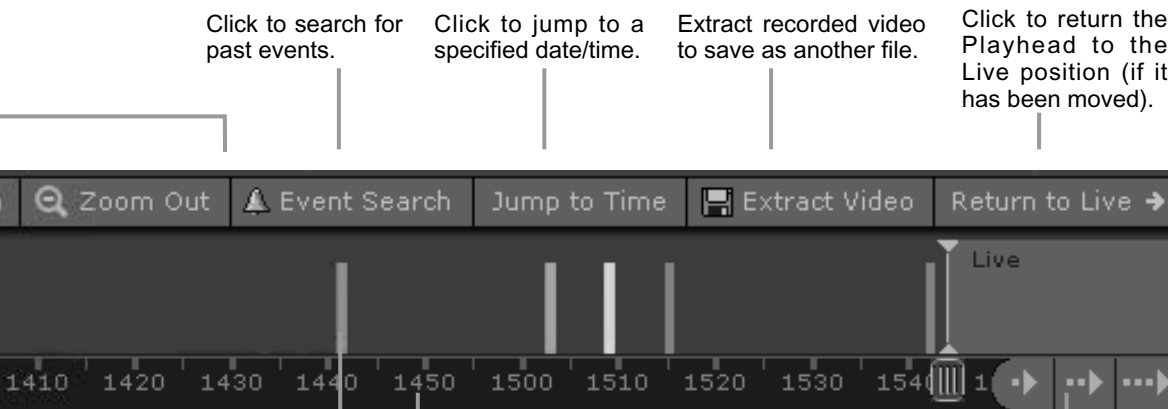 Click to search for
past events.
Click to jump to a
specified date/time.
Extract recorded video
to save as another file.
Click to return the
Playhead to the
Live position (if it
has been moved).
Zoom Out
Event Search
Jump to Time
Extract Video
Return to Live
Live
1410 1420 1430 1440 1450 1500 1510 1520 1530